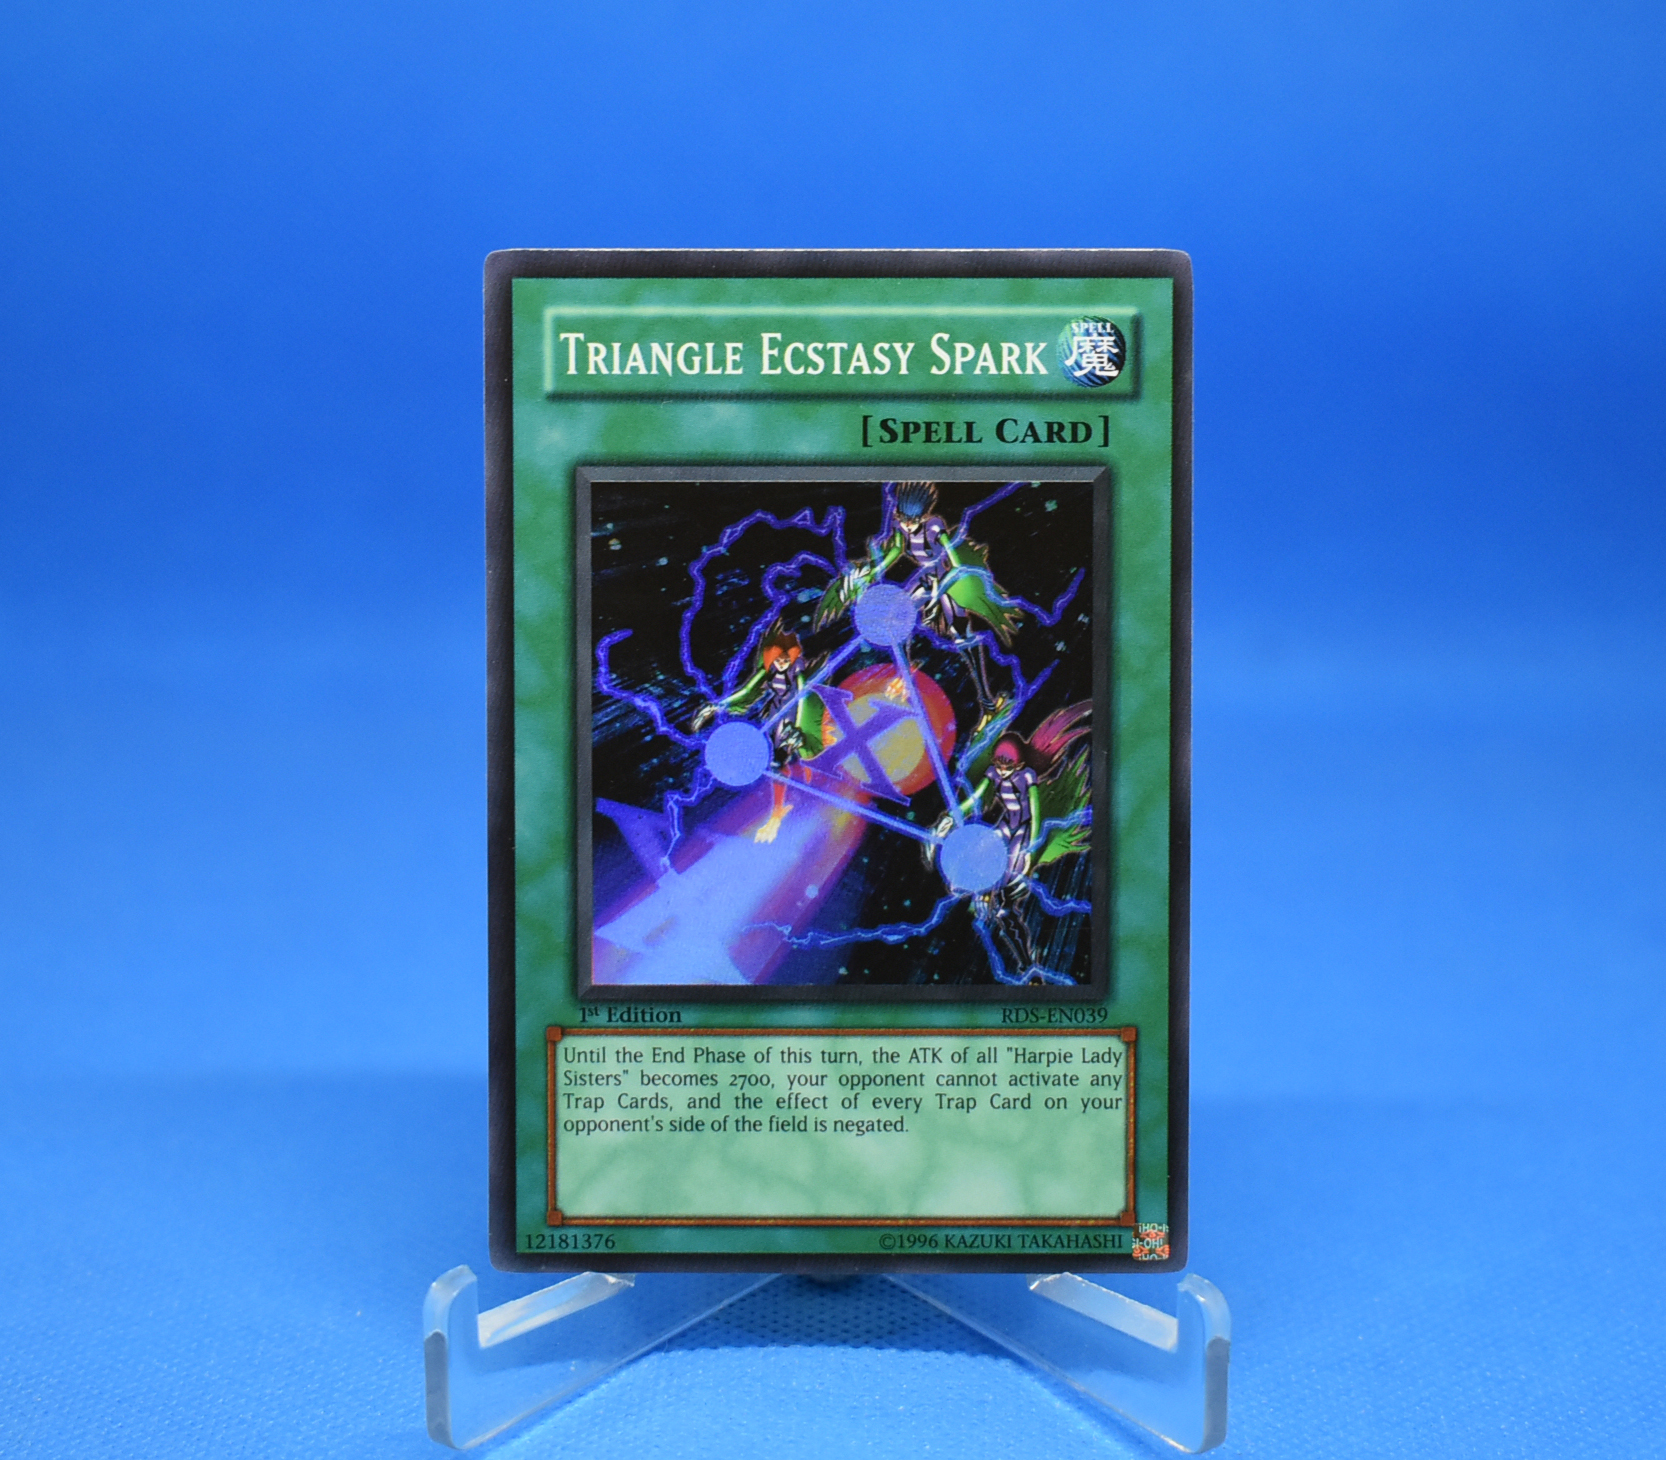 TRIANGLE ECSTASY SPARK
SPELL
魔
[SPELL CARD]
1st Edition
RDS-EN039
Until the End Phase of this turn, the ATK of all "Harpie Lady
Sisters" becomes 2700, your opponent cannot activate any
Trap Cards, and the effect of every Trap Card on your
opponent's side of the field is negated.
12181376
©1996 KAZUKI TAKAHASHI